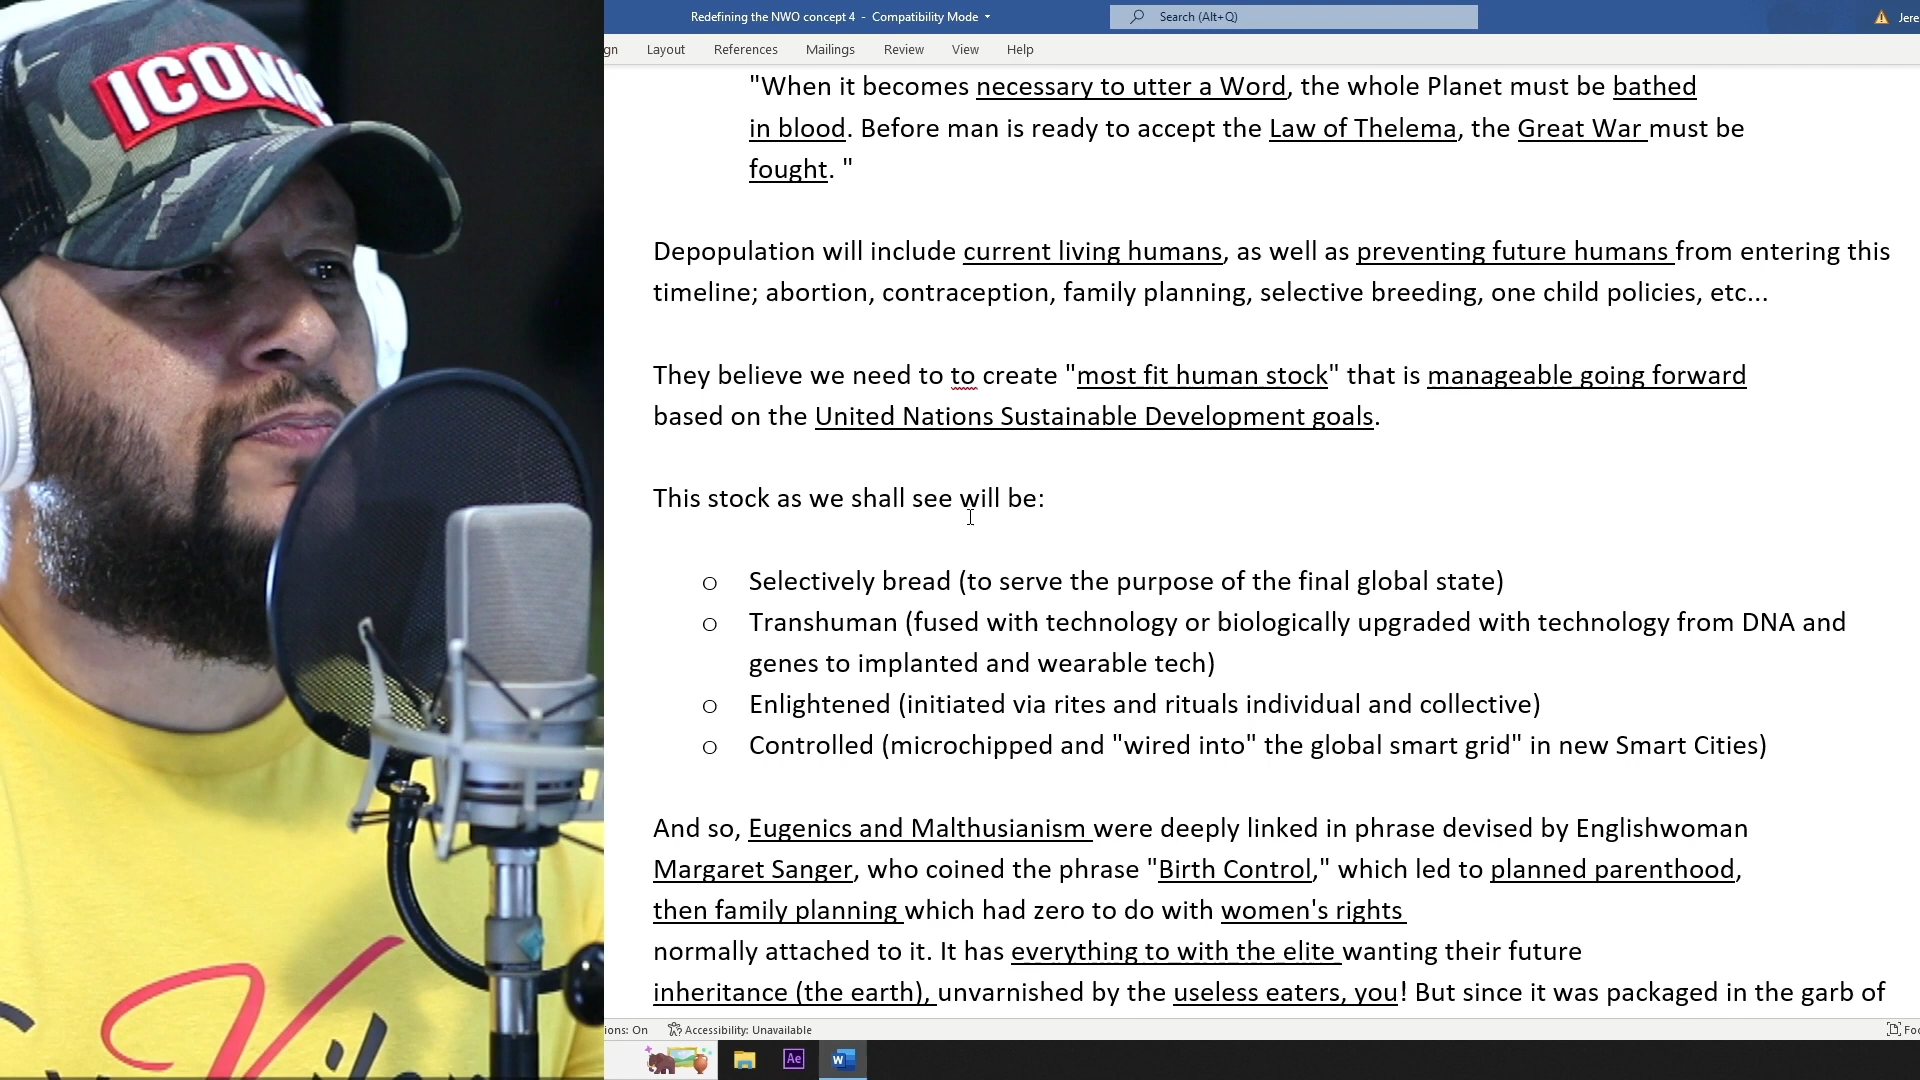 ICONI
Redefining the NWO concept 4 - Compatibility Mode
Search (Alt+Q)
Jere
gn Layout References Mailings Review View Help
"When it becomes necessary to utter a Word, the whole Planet must be bathed
in blood. Before man is ready to accept the Law of Thelema, the Great War must be
fought. "
Depopulation will include current living humans, as well as preventing future humans from entering this
timeline; abortion, contraception, family planning, selective breeding, one child policies, etc...
They believe we need to to create "most fit human stock" that is manageable going forward
based on the United Nations Sustainable Development goals.
This stock as we shall see will be:
o Selectively bread (to serve the purpose of the final global state)
o Transhuman (fused with technology or biologically upgraded with technology from DNA and
genes to implanted and wearable tech)
o Enlightened (initiated via rites and rituals individual and collective)
o Controlled (microchipped and "wired into" the global smart grid" in new Smart Cities)
And so, Eugenics and Malthusianism were deeply linked in phrase devised by Englishwoman
Margaret Sanger, who coined the phrase "Birth Control," which led to planned parenthood,
then family planning which had zero to do with women's rights
normally attached to it. It has everything to with the elite wanting their future
inheritance (the earth), unvarnished by the useless eaters, you! But since it was packaged in the garb of
ions: On Accessibility: Unavailable Foc
Ae W